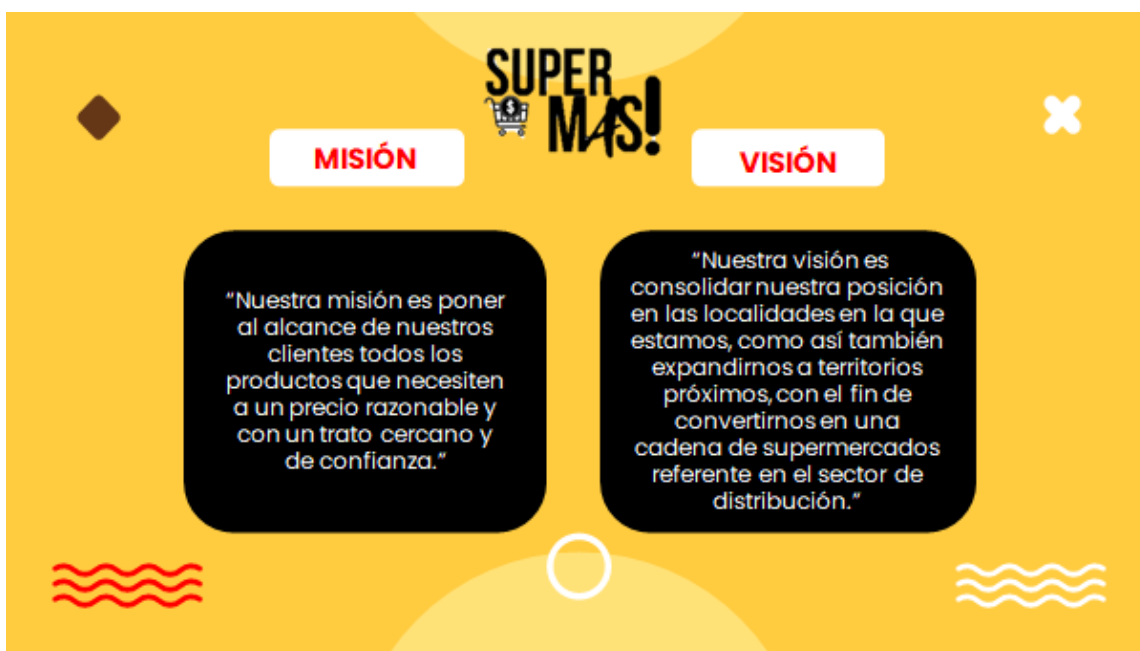 SUPER
MAS!
MISIÓN
VISIÓN
“Nuestra misión es poner
al alcance de nuestros
clientes todos los
productos que necesiten
a un precio razonable y
con un trato cercano y
de confianza.”
“Nuestra visión es
consolidar nuestra posición
en las localidades en la que
estamos, como así también
expandirnos a territorios
próximos, con el fin de
convertirnos en una
cadena de supermercados
referente en el sector de
distribución.”